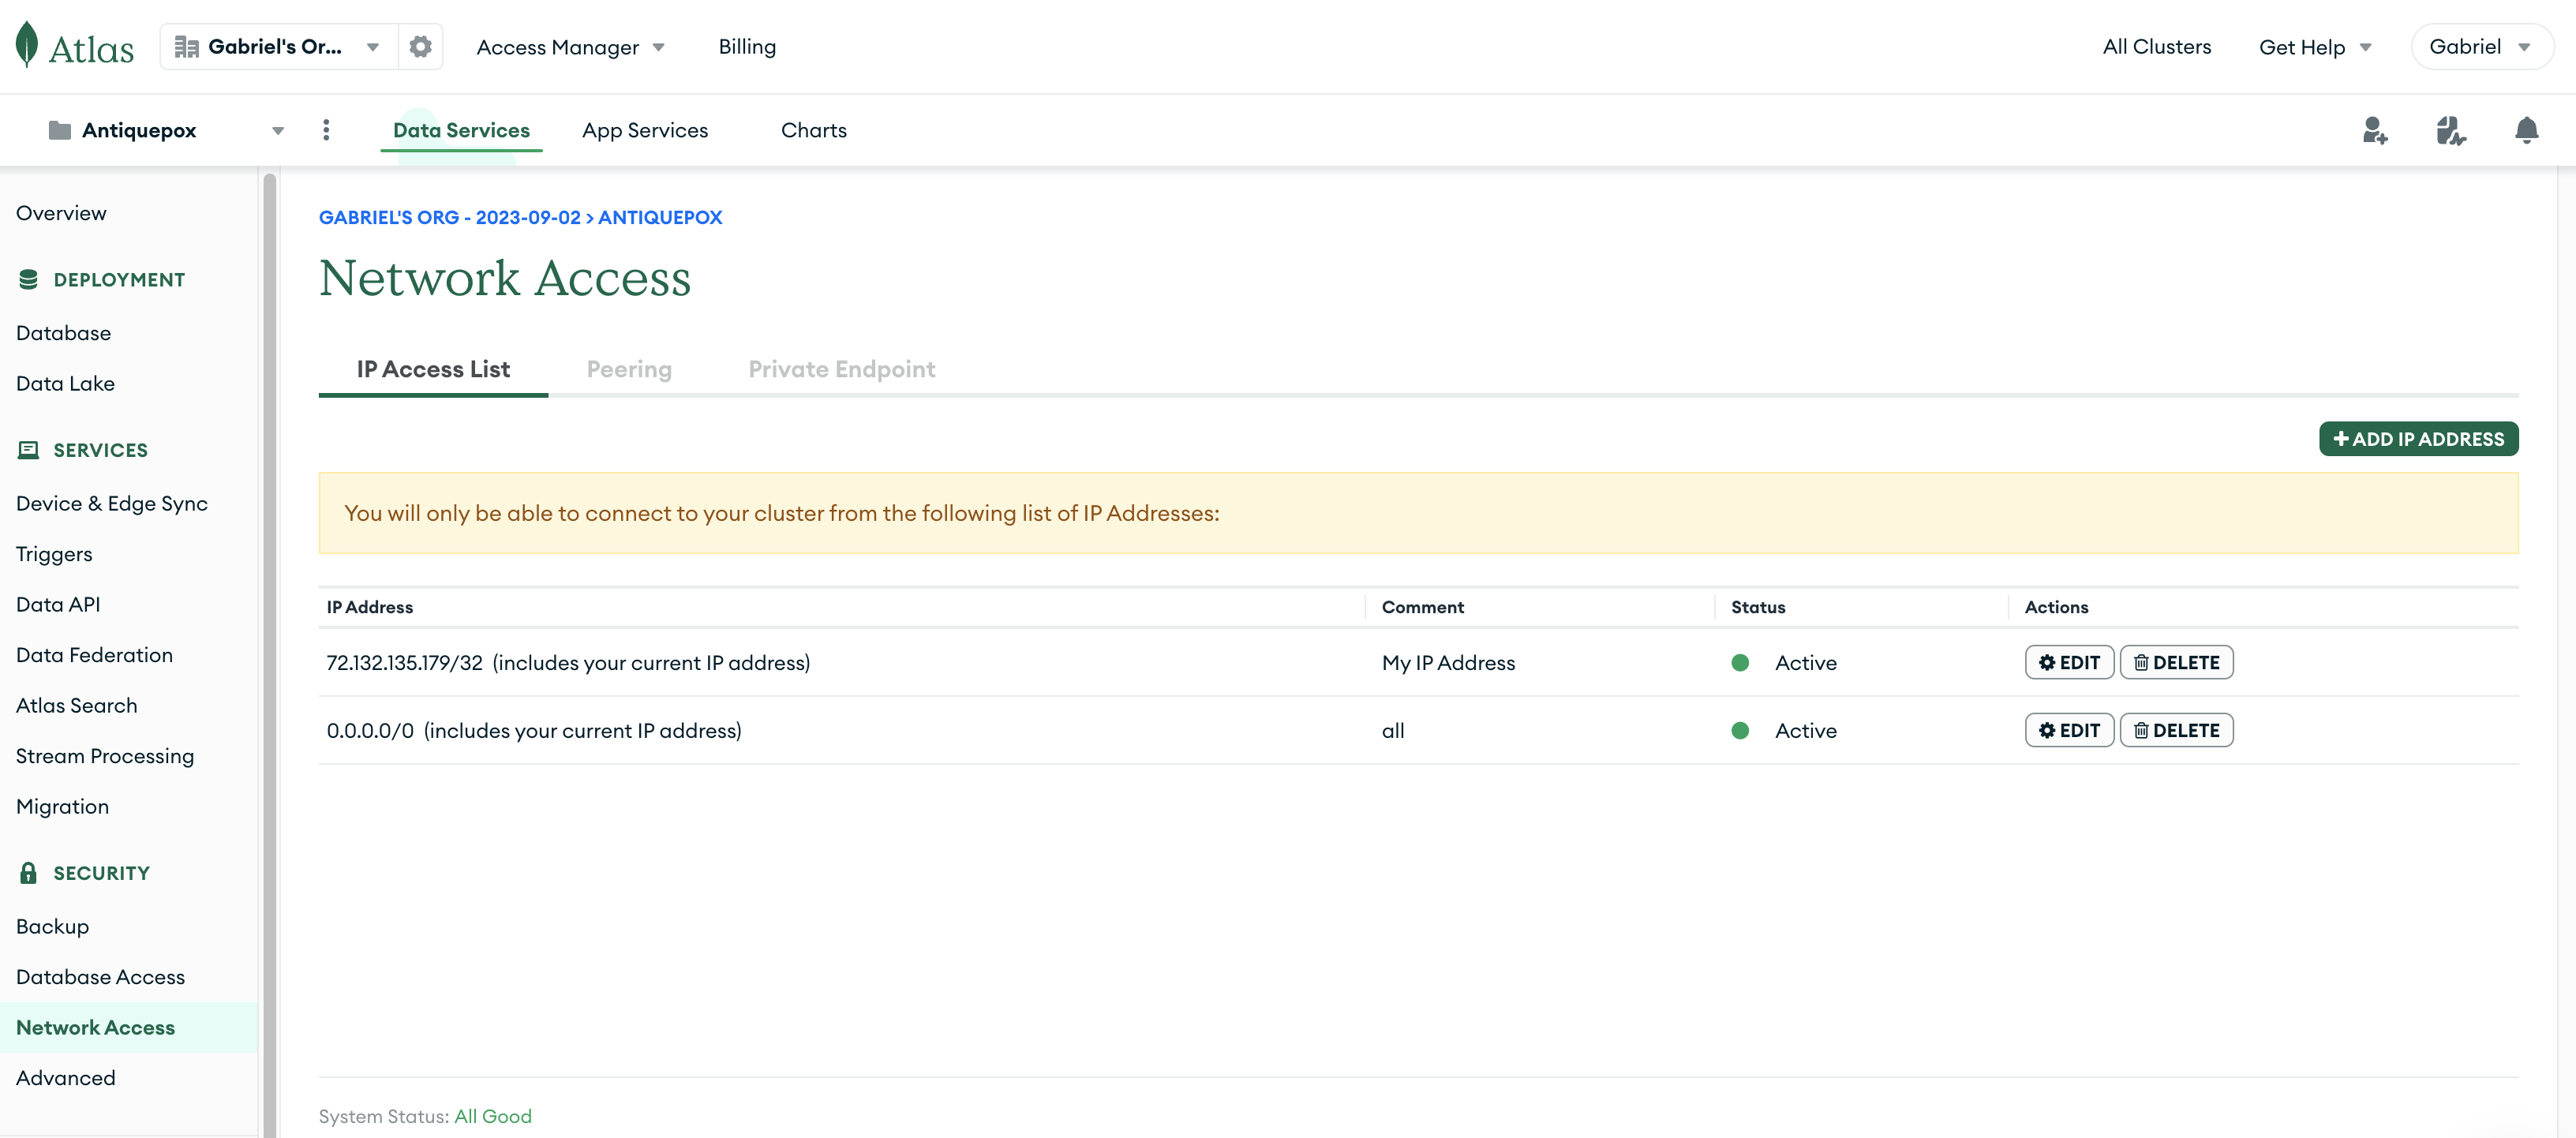 Atlas
Gabriel's Or...
Access Manager
Billing
All Clusters
Get Help
Gabriel
Antiquepox
Data Services
App Services
Charts
Overview
DEPLOYMENT
Database
Data Lake
SERVICES
Device & Edge Sync
Triggers
Data API
Data Federation
Atlas Search
Stream Processing
Migration
SECURITY
Backup
Database Access
Network Access
Advanced
GABRIEL'S ORG - 2023-09-02 > ANTIQUEPOX
Network Access
IP Access List
Peering
Private Endpoint
+ ADD IP ADDRESS
You will only be able to connect to your cluster from the following list of IP Addresses:
IP Address Comment Status Actions
72.132.135.179/32 (includes your current IP address) My IP Address Active EDIT DELETE
0.0.0.0/0 (includes your current IP address) all Active EDIT DELETE
System Status: All Good